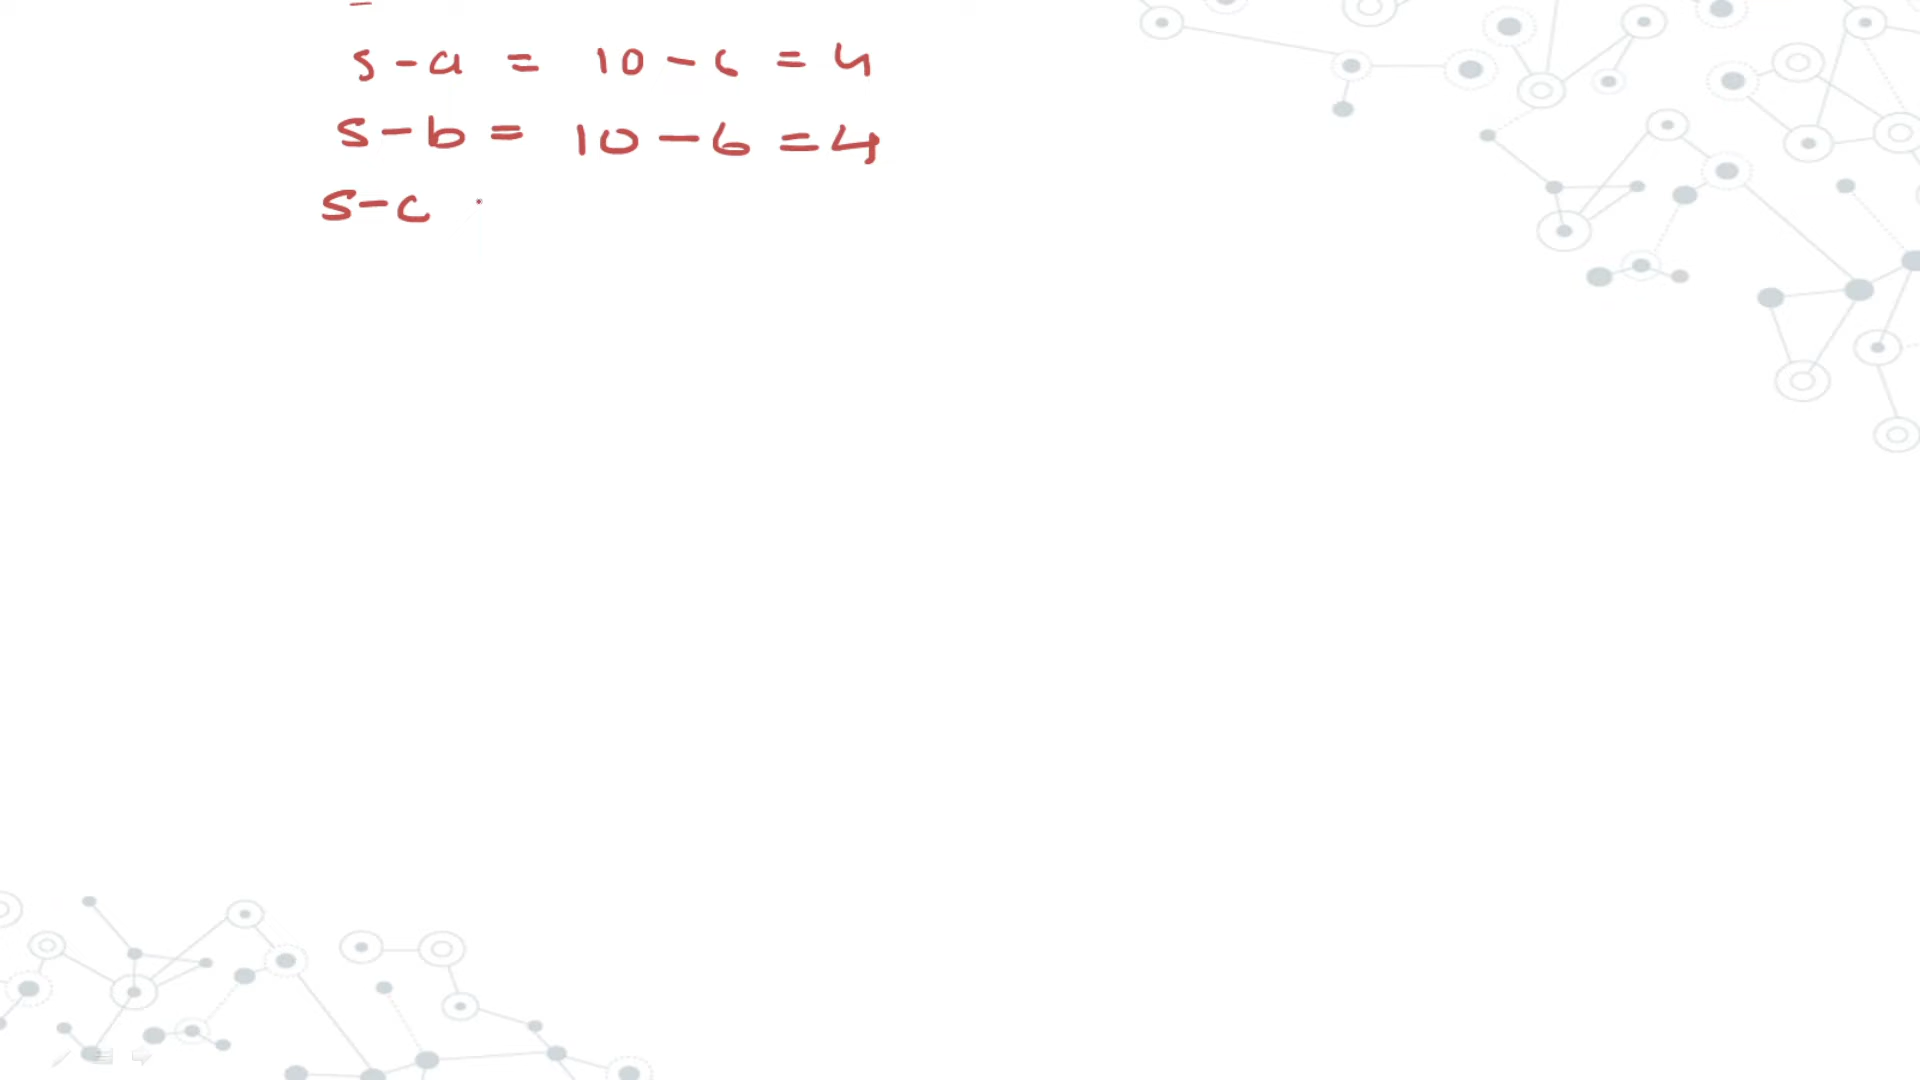 s-a = 10-6 = 4
s-b = 10-6 = 4
s-c